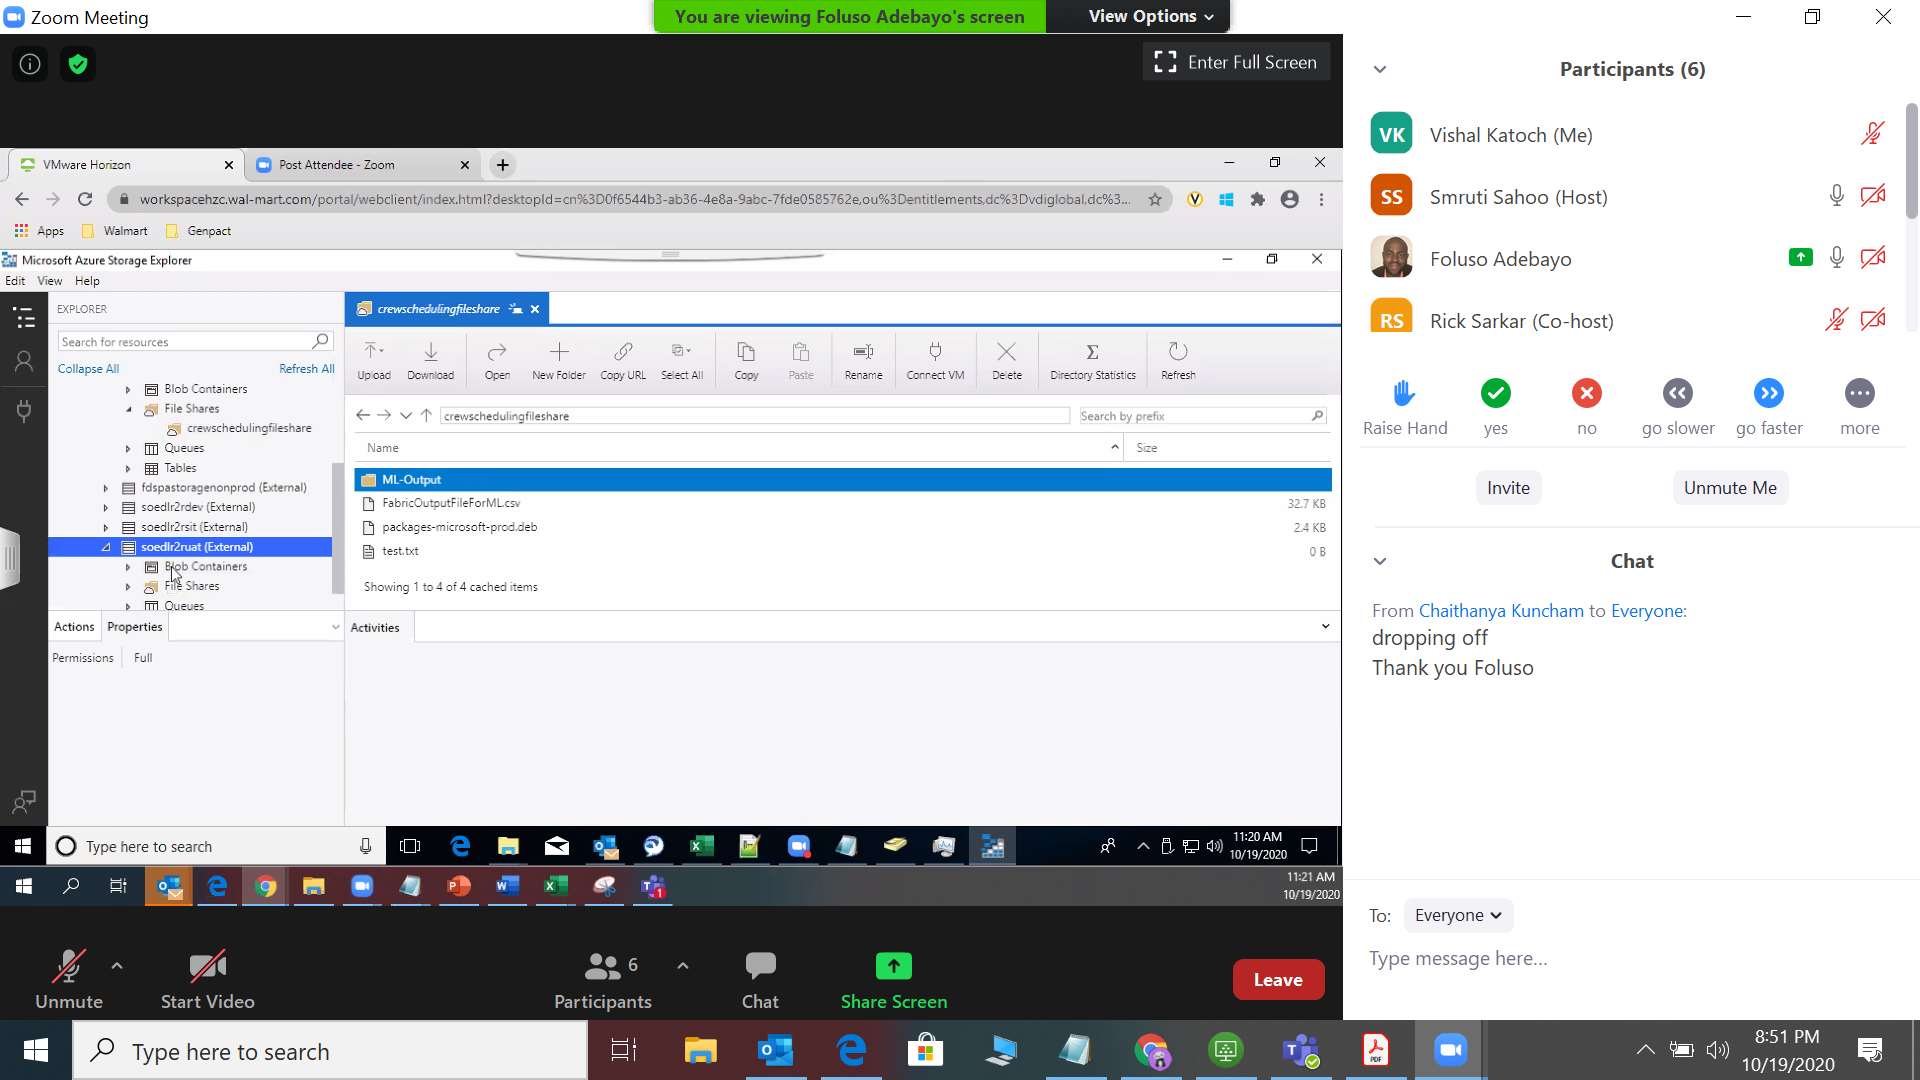 Zoom Meeting
You are viewing Foluso Adebayo's screen
View Options
Enter Full Screen
VMware Horizon
Post Attendee - Zoom
workspacehzc.wal-mart.com/portal/webclient/index.html?desktopId=cn%3D0f6544b3-ab36-4e8a-9abc-7fde0585762e,ou%3Dentitlements,dc%3Dvdiglobal,dc%3...
Apps
Walmart
Genpact
Microsoft Azure Storage Explorer
Edit View Help
EXPLORER
Search for resources
Collapse All
Refresh All
Blob Containers
File Shares
crewschedulingfileshare
Queues
Tables
fdspastoragenonprod (External)
soedlr2rdev (External)
soedlr2rsit (External)
soedlr2ruat (External)
Blob Containers
File Shares
Queues
Actions
Properties
Permissions
Full
crewschedulingfileshare
Upload
Download
Open
New Folder
Copy URL
Select All
Copy
Paste
Rename
Connect VM
Delete
Directory Statistics
Refresh
crewschedulingfileshare
Search by prefix
Name
Size
ML-Output
FabricOutputFileForML.csv 32.7 KB
packages-microsoft-prod.deb 2.4 KB
test.txt 0 B
Showing 1 to 4 of 4 cached items
Activities
Type here to search
11:20 AM
10/19/2020
11:21 AM
10/19/2020
Unmute
Start Video
6
Participants
Chat
Share Screen
Leave
Participants (6)
VK Vishal Katoch (Me)
SS Smruti Sahoo (Host)
Foluso Adebayo
RS Rick Sarkar (Co-host)
Raise Hand
yes
no
go slower
go faster
more
Invite
Unmute Me
Chat
From Chaithanya Kuncham to Everyone:
dropping off
Thank you Foluso
To: Everyone
Type message here...
Type here to search
8:51 PM
10/19/2020